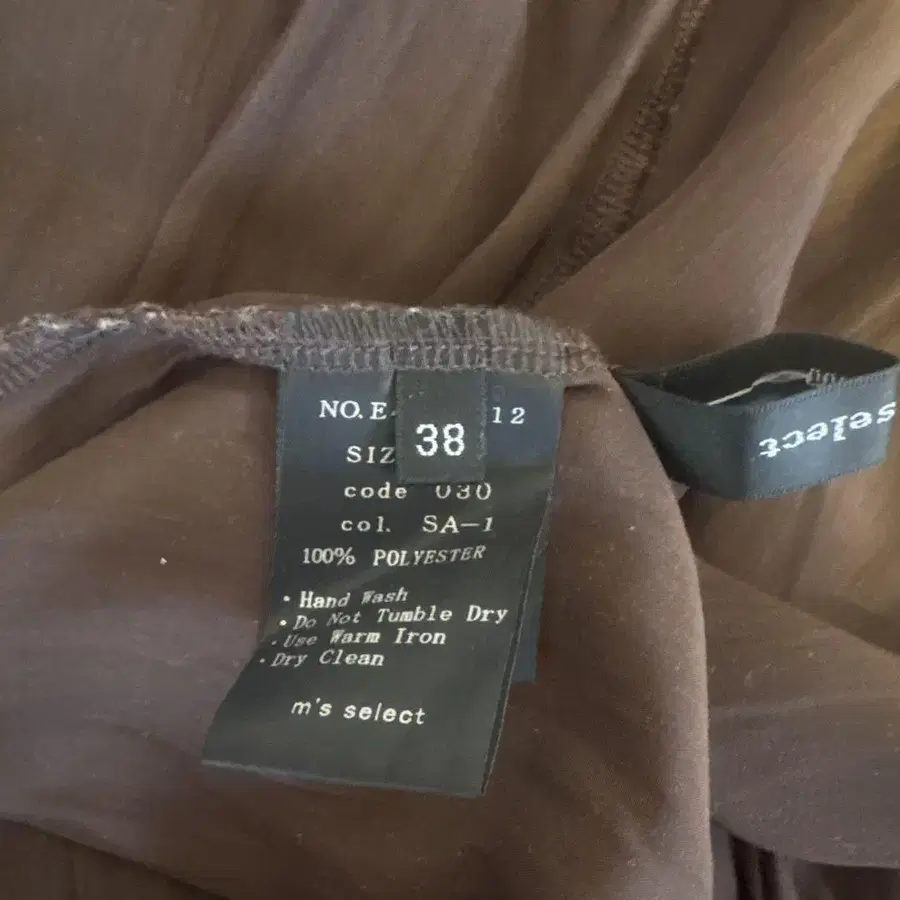 NO. E- 12
38
SIZ
code 030
col. SA-1
100% POLYESTER
· Hand Wash
· Do Not Tumble Dry
· Use Warm Iron
· Dry Clean
m's select
select